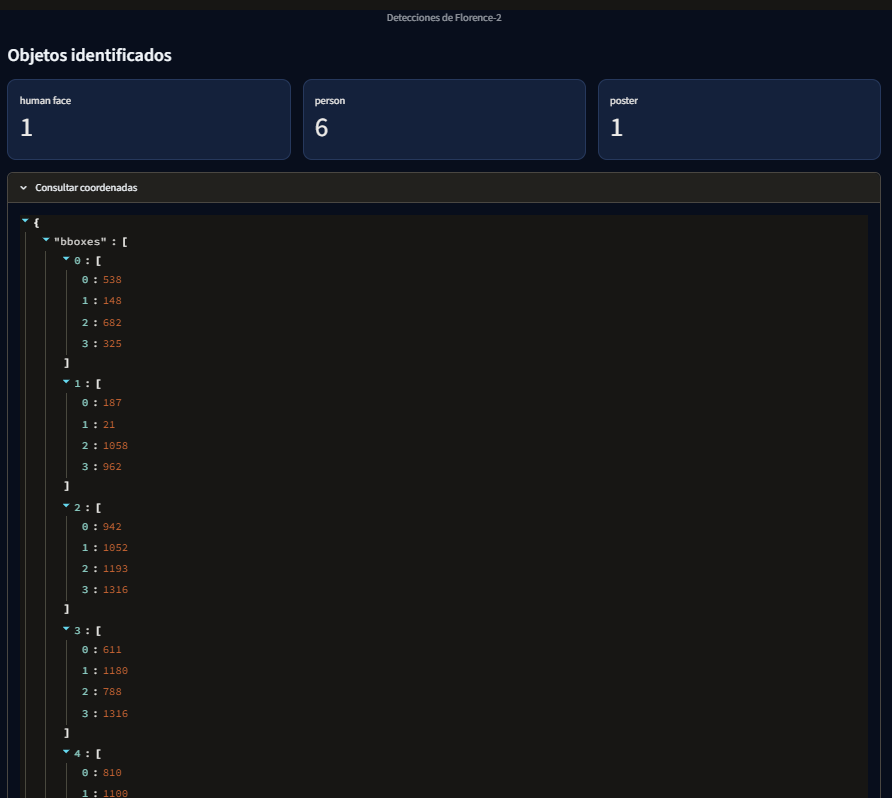 Detecciones de Florence-2
Objetos identificados
human face
1
person
6
poster
1
Consultar coordenadas
{
"bboxes" : [
0 : [
0 : 538
1 : 148
2 : 682
3 : 325
]
1 : [
0 : 187
1 : 21
2 : 1058
3 : 962
]
2 : [
0 : 942
1 : 1052
2 : 1193
3 : 1316
]
3 : [
0 : 611
1 : 1180
2 : 788
3 : 1316
]
4 : [
0 : 810
1 : 1100